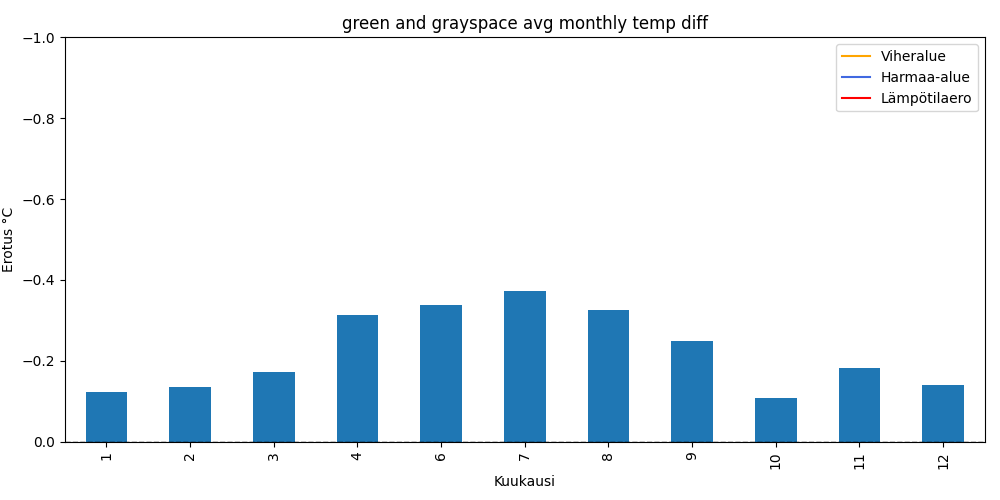 green and grayspace avg monthly temp diff
−1.0
−0.8
−0.6
−0.4
−0.2
0.0
Erotus °C
Viheralue
Harmaa-alue
Lämpötilaero
1 2 3 4 6 7 8 9 10 11 12
Kuukausi